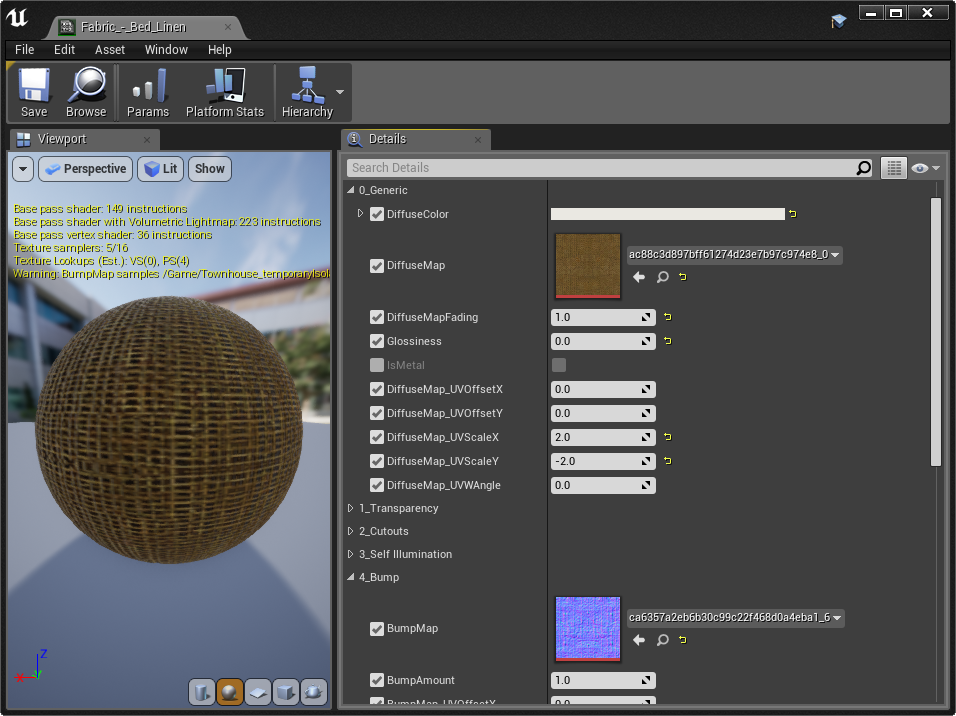 Fabric_-_Bed_Linen
File Edit Asset Window Help
Save Browse Params Platform Stats Hierarchy
Viewport
Details
Perspective Lit Show
Search Details
Base pass shader: 149 instructions
Base pass shader with Volumetric Lightmap: 223 instructions
Base pass vertex shader: 36 instructions
Texture samplers: 5/16
Texture Lookups (Est.): VS(0), PS(4)
Warning: BumpMap samples /Game/Townhouse_temporaryIsol
Z
X
Y
0_Generic
DiffuseColor
DiffuseMap ac88c3d897bff61274d23e7b97c974e8_0
DiffuseMapFading 1.0
Glossiness 0.0
IsMetal
DiffuseMap_UVOffsetX 0.0
DiffuseMap_UVOffsetY 0.0
DiffuseMap_UVScaleX 2.0
DiffuseMap_UVScaleY -2.0
DiffuseMap_UVWAngle 0.0
1_Transparency
2_Cutouts
3_Self Illumination
4_Bump
BumpMap ca6357a2eb6b30c99c22f468d0a4eba1_6
BumpAmount 1.0
BumpMap_UVOffsetX 0.0